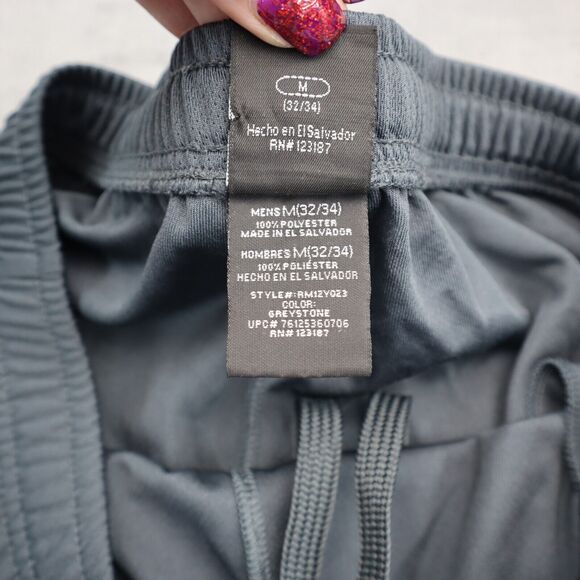 M
(32/34)
Hecho en El Salvador
RN# 123187
MENS M(32/34)
100% POLYESTER
MADE IN EL SALVADOR
HOMBRES M(32/34)
100% POLIÉSTER
HECHO EN EL SALVADOR
STYLE#: RM12Y023
COLOR:
GREYSTONE
UPC# 76125360706
RN# 123187